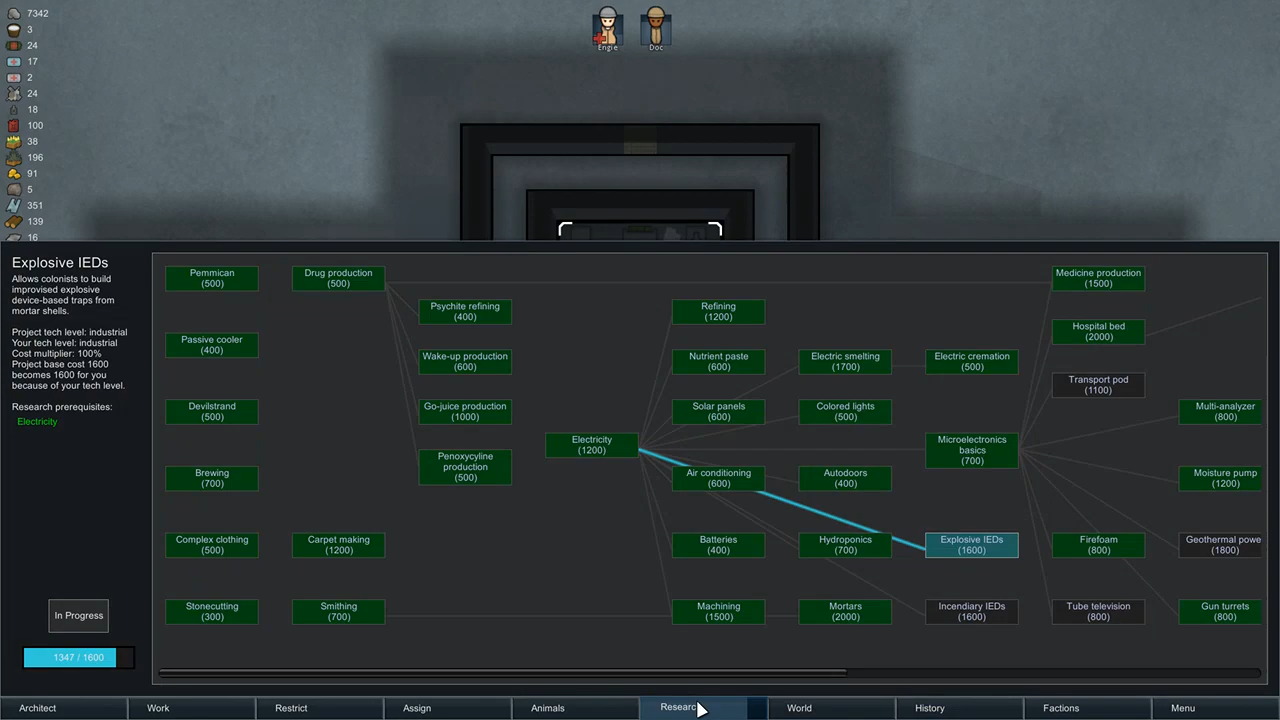 7342
3
24
17
2
24
18
100
38
196
91
5
351
139
16
Engie
Doc
Explosive IEDs
Allows colonists to build
improvised explosive
device-based traps from
mortar shells.
Project tech level: industrial
Your tech level: industrial
Cost multiplier: 100%
Project base cost 1600
becomes 1600 for you
because of your tech level.
Research prerequisites:
Electricity
In Progress
1347 / 1600
Pemmican
(500)
Drug production
(500)
Medicine production
(1500)
Psychite refining
(400)
Refining
(1200)
Hospital bed
(2000)
Passive cooler
(400)
Wake-up production
(600)
Nutrient paste
(600)
Electric smelting
(1700)
Electric cremation
(500)
Transport pod
(1100)
Devilstrand
(500)
Go-juice production
(1000)
Solar panels
(600)
Colored lights
(500)
Multi-analyzer
(800)
Electricity
(1200)
Microelectronics
basics
(700)
Brewing
(700)
Penoxycyline
production
(500)
Air conditioning
(600)
Autodoors
(400)
Moisture pump
(1200)
Complex clothing
(500)
Carpet making
(1200)
Batteries
(400)
Hydroponics
(700)
Explosive IEDs
(1600)
Firefoam
(800)
Geothermal powe
(1800)
Stonecutting
(300)
Smithing
(700)
Machining
(1500)
Mortars
(2000)
Incendiary IEDs
(1600)
Tube television
(800)
Gun turrets
(800)
Architect
Work
Restrict
Assign
Animals
Research
World
History
Factions
Menu